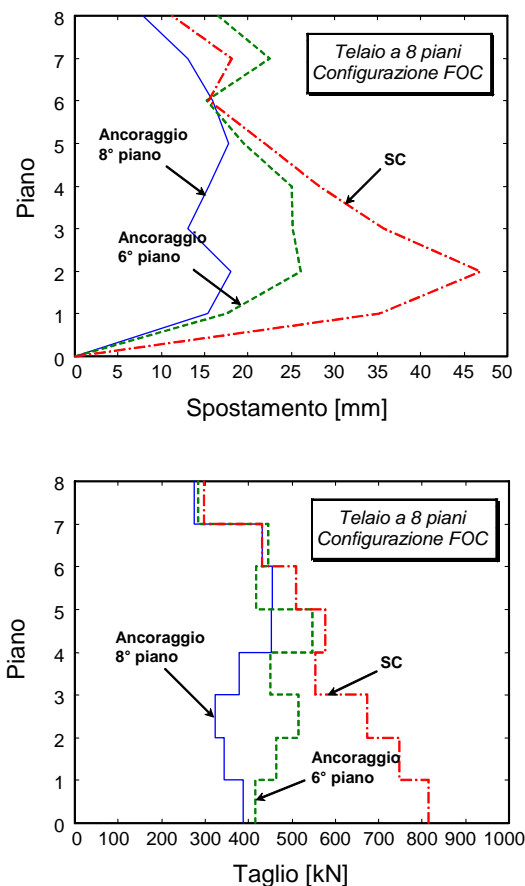 8
7
6
5
4
3
2
1
0
Piano
Telaio a 8 piani
Configurazione FOC
Ancoraggio
8° piano
SC
Ancoraggio
6° piano
0 5 10 15 20 25 30 35 40 45 50
Spostamento [mm]
8
7
6
5
4
3
2
1
0
Piano
Telaio a 8 piani
Configurazione FOC
Ancoraggio
8° piano
SC
Ancoraggio
6° piano
0 100 200 300 400 500 600 700 800 900 1000
Taglio [kN]